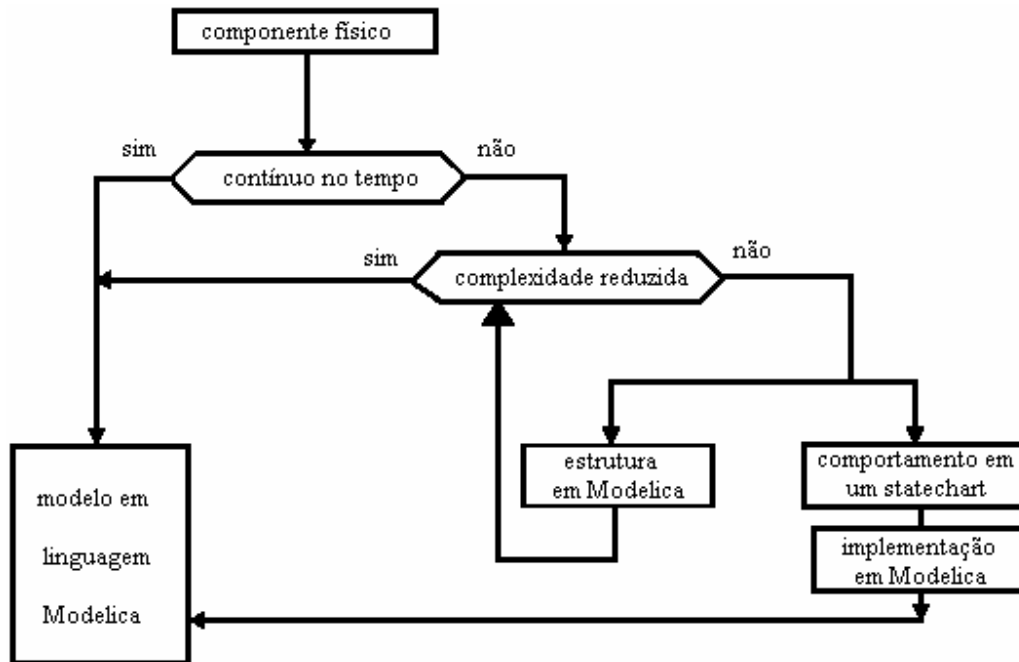 componente físico
sim
não
contínuo no tempo
sim
não
complexidade reduzida
estrutura
em Modelica
comportamento em
um statechart
implementação
em Modelica
modelo em
linguagem
Modelica